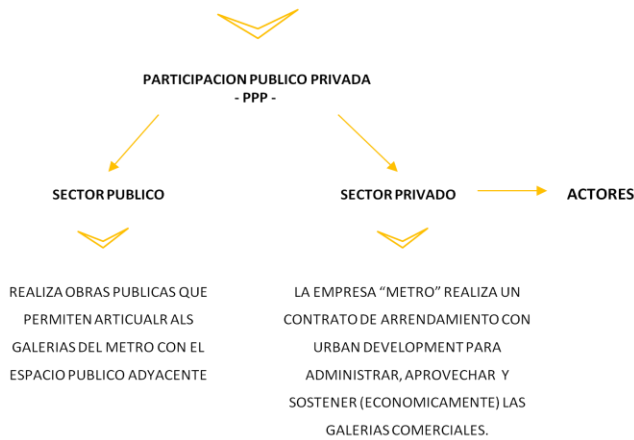 PARTICIPACION PUBLICO PRIVADA
- PPP -
SECTOR PUBLICO
SECTOR PRIVADO
ACTORES
REALIZA OBRAS PUBLICAS QUE
PERMITEN ARTICUALR ALS
GALERIAS DEL METRO CON EL
ESPACIO PUBLICO ADYACENTE
LA EMPRESA “METRO” REALIZA UN
CONTRATO DE ARRENDAMIENTO CON
URBAN DEVELOPMENT PARA
ADMINISTRAR, APROVECHAR Y
SOSTENER (ECONOMICAMENTE) LAS
GALERIAS COMERCIALES.